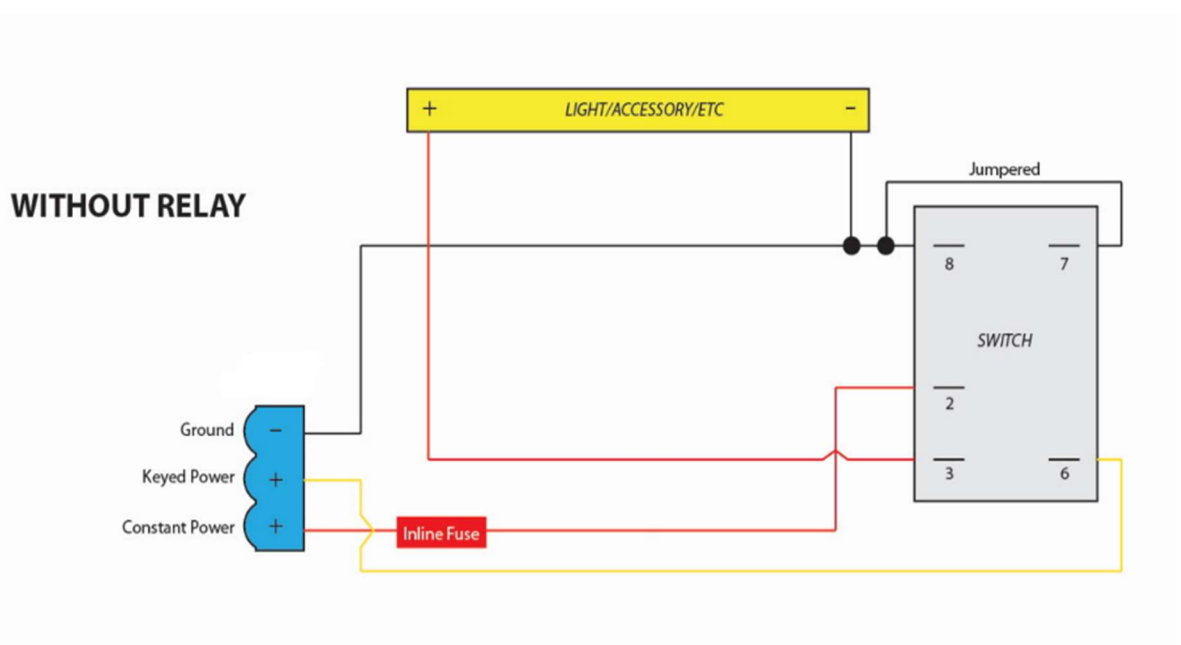 + LIGHT/ACCESSORY/ETC -
Jumpered
WITHOUT RELAY
8 7
SWITCH
2
Ground -
3 6
Keyed Power +
Constant Power +
Inline Fuse